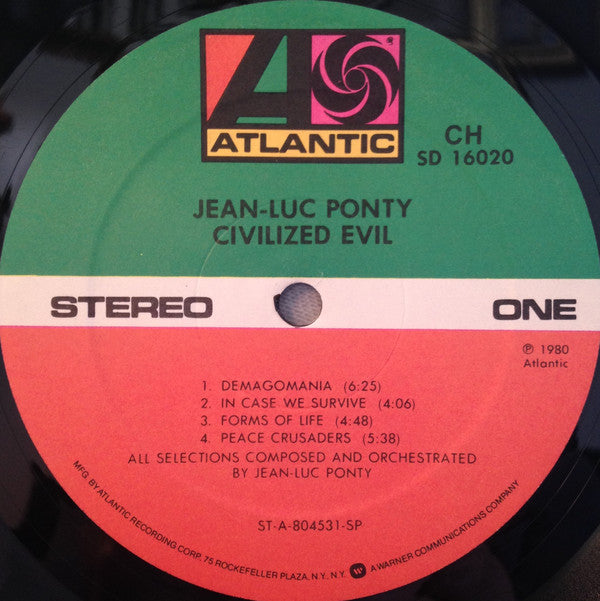 ATLANTIC
®
CH
SD 16020
JEAN-LUC PONTY
CIVILIZED EVIL
STEREO
ONE
℗ 1980
Atlantic
1. DEMAGOMANIA (6:25)
2. IN CASE WE SURVIVE (4:06)
3. FORMS OF LIFE (4:48)
4. PEACE CRUSADERS (5:38)
ALL SELECTIONS COMPOSED AND ORCHESTRATED
BY JEAN-LUC PONTY
ST-A-804531-SP
MFG. BY ATLANTIC RECORDING CORP. 75 ROCKEFELLER PLAZA, N.Y., N.Y. A WARNER COMMUNICATIONS COMPANY